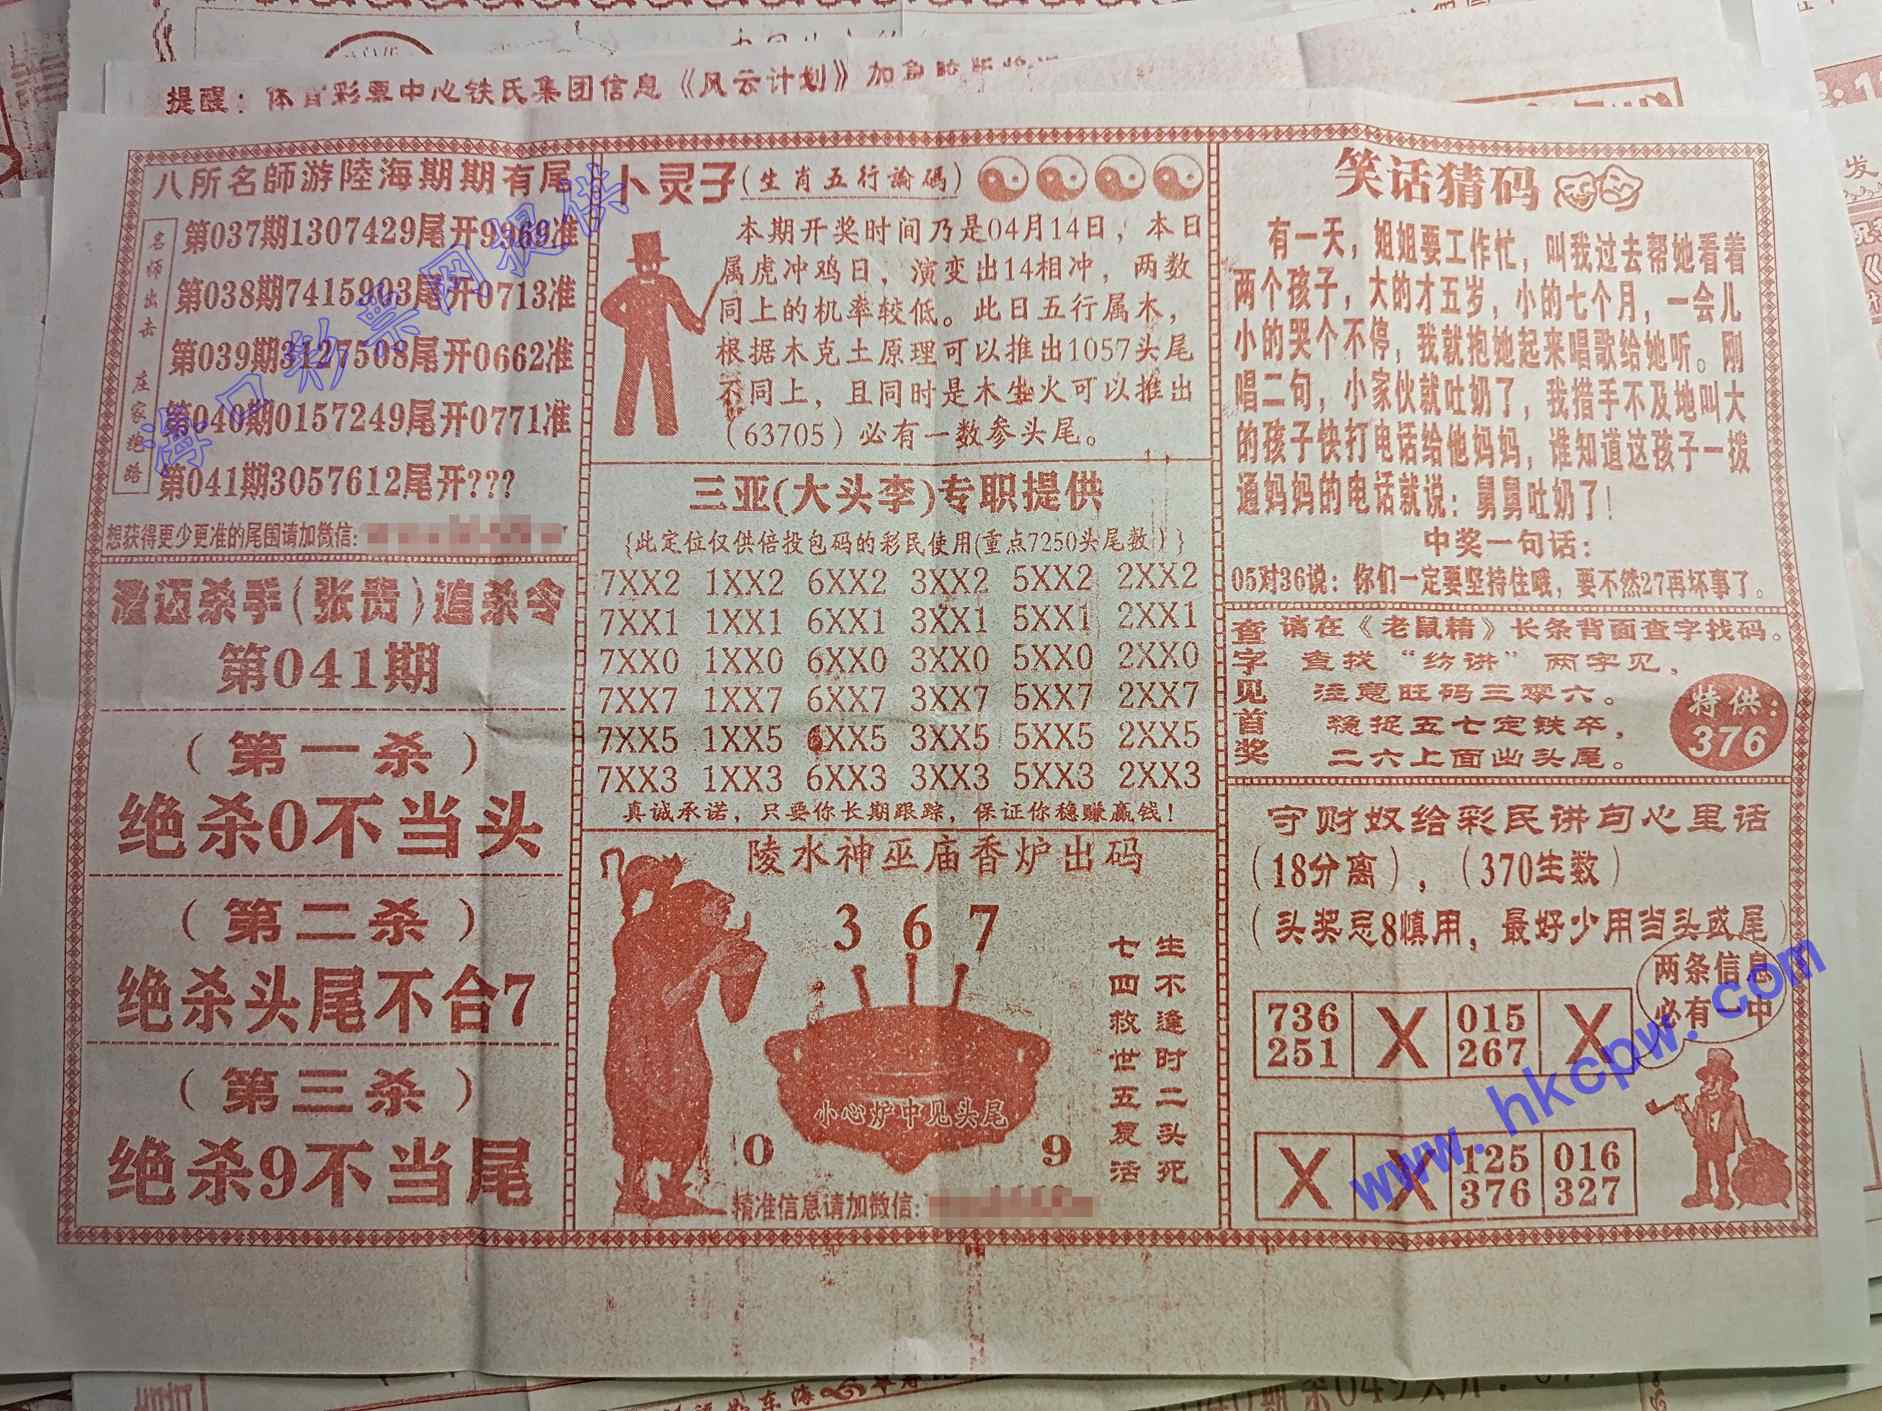 提醒：体育彩票中心铁氏集团信息《风云计划》加
八所名師游陸海期期有尾
名师出击 庄家绝路
第037期1307429尾开9969准
第038期7415903尾开0713准
第039期3127508尾开0662准
第040期0157249尾开0771准
第041期3057612尾开???
想获得更少更准的尾围请加微信:
澄迈杀手(张贵)追杀令
第041期
(第一杀)
绝杀0不当头
(第二杀)
绝杀头尾不合7
(第三杀)
绝杀9不当尾
卜灵子(生肖五行論碼)
本期开奖时间乃是04月14日，本日
属虎冲鸡日，演变出14相冲，两数
同上的机率较低。此日五行属木，
根据木克土原理可以推出1057头尾
不同上，且同时是木生火可以推出
(63705)必有一数参头尾。
三亚(大头李)专职提供
{此定位仅供倍投包码的彩民使用(重点7250头尾数)}
7XX2 1XX2 6XX2 3XX2 5XX2 2XX2
7XX1 1XX1 6XX1 3XX1 5XX1 2XX1
7XX0 1XX0 6XX0 3XX0 5XX0 2XX0
7XX7 1XX7 6XX7 3XX7 5XX7 2XX7
7XX5 1XX5 6XX5 3XX5 5XX5 2XX5
7XX3 1XX3 6XX3 3XX3 5XX3 2XX3
真诚承诺，只要你长期跟踪，保证你稳赚赢钱！
陵水神巫庙香炉出码
3 6 7
生不逢时二头死
七四救世五复活
小心炉中见头尾
0 9
精准信息请加微信:
笑话猜码
有一天，姐姐要工作忙，叫我过去帮她看着
两个孩子，大的才五岁，小的七个月，一会儿
小的哭个不停，我就抱她起来唱歌给她听。刚
唱二句，小家伙就吐奶了，我措手不及地叫大
的孩子快打电话给他妈妈，谁知道这孩子一拨
通妈妈的电话就说：舅舅吐奶了！
中奖一句话：
05对36说：你们一定要坚持住哦，要不然27再坏事了。
查字见首奖
请在《老鼠精》长条背面查字找码。
查找“纺讲”两字见，
注意旺码三零六。
稳捉五七定铁卒，
二六上面出头尾。
特供：
376
守财奴给彩民讲句心里话
(18分离)，(370生数)
(头奖忌8慎用，最好少用当头或尾)
两条信息
必有一中
736 X 015 X
251 267
X X 125 016
376 327
海口彩票网提供
www.hkcpw.com